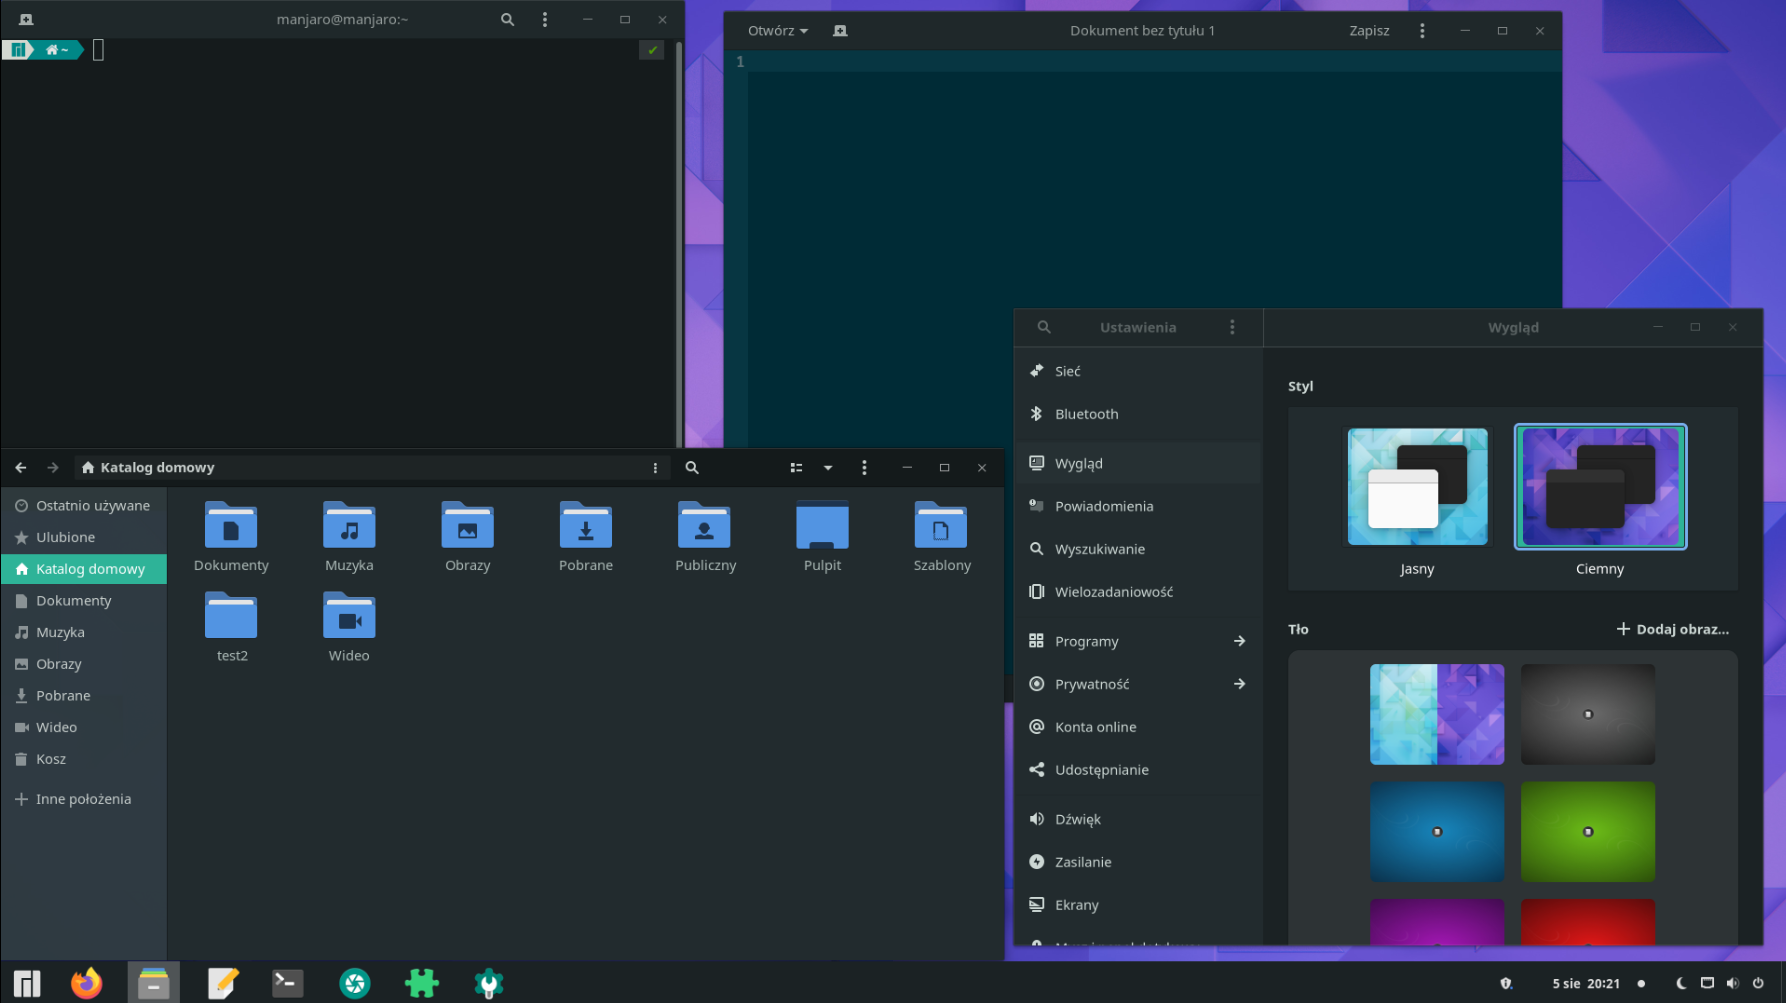 manjaro@manjaro:~
~
Otwórz
Dokument bez tytułu 1
Zapisz
1
Katalog domowy
Ostatnio używane
Ulubione
Katalog domowy
Dokumenty
Muzyka
Obrazy
Pobrane
Wideo
Kosz
Inne położenia
Dokumenty
Muzyka
Obrazy
Pobrane
Publiczny
Pulpit
Szablony
test2
Wideo
Ustawienia
Wygląd
Sieć
Bluetooth
Wygląd
Powiadomienia
Wyszukiwanie
Wielozadaniowość
Programy
Prywatność
Konta online
Udostępnianie
Dźwięk
Zasilanie
Ekrany
Styl
Jasny
Ciemny
Tło
Dodaj obraz...
5 sie 20:21